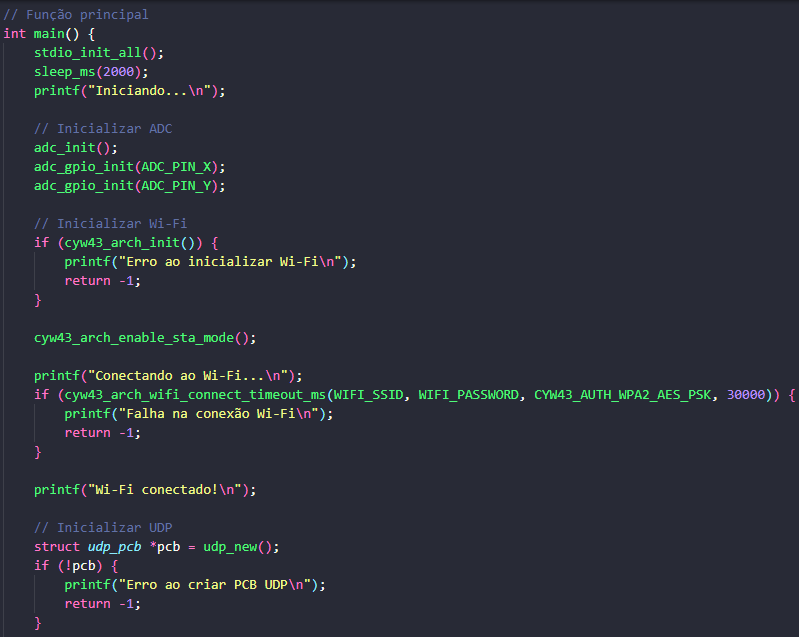 // Função principal
int main() {
    stdio_init_all();
    sleep_ms(2000);
    printf("Iniciando...\n");

    // Inicializar ADC
    adc_init();
    adc_gpio_init(ADC_PIN_X);
    adc_gpio_init(ADC_PIN_Y);

    // Inicializar Wi-Fi
    if (cyw43_arch_init()) {
        printf("Erro ao inicializar Wi-Fi\n");
        return -1;
    }

    cyw43_arch_enable_sta_mode();

    printf("Conectando ao Wi-Fi...\n");
    if (cyw43_arch_wifi_connect_timeout_ms(WIFI_SSID, WIFI_PASSWORD, CYW43_AUTH_WPA2_AES_PSK, 30000)) {
        printf("Falha na conexão Wi-Fi\n");
        return -1;
    }

    printf("Wi-Fi conectado!\n");

    // Inicializar UDP
    struct udp_pcb *pcb = udp_new();
    if (!pcb) {
        printf("Erro ao criar PCB UDP\n");
        return -1;
    }